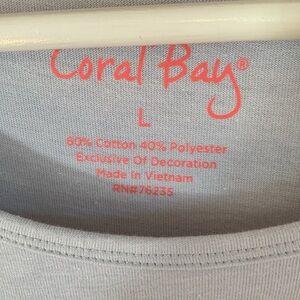 Coral Bay®
L
60% Cotton 40% Polyester
Exclusive Of Decoration
Made In Vietnam
RN#76235